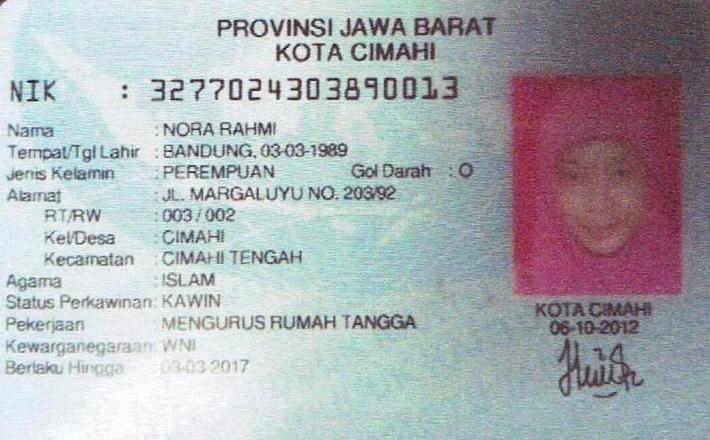 PROVINSI JAWA BARAT
KOTA CIMAHI
NIK : 3277024303890013
Nama : NORA RAHMI
Tempat/Tgl Lahir : BANDUNG, 03-03-1989
Jenis Kelamin : PEREMPUAN Gol Darah : O
Alamat : JL. MARGALUYU NO. 203/92
RT/RW : 003 / 002
Kel/Desa : CIMAHI
Kecamatan : CIMAHI TENGAH
Agama : ISLAM
Status Perkawinan: KAWIN
Pekerjaan : MENGURUS RUMAH TANGGA
Kewarganegaraan: WNI
Berlaku Hingga : 03-03-2017
KOTA CIMAHI
06-10-2012